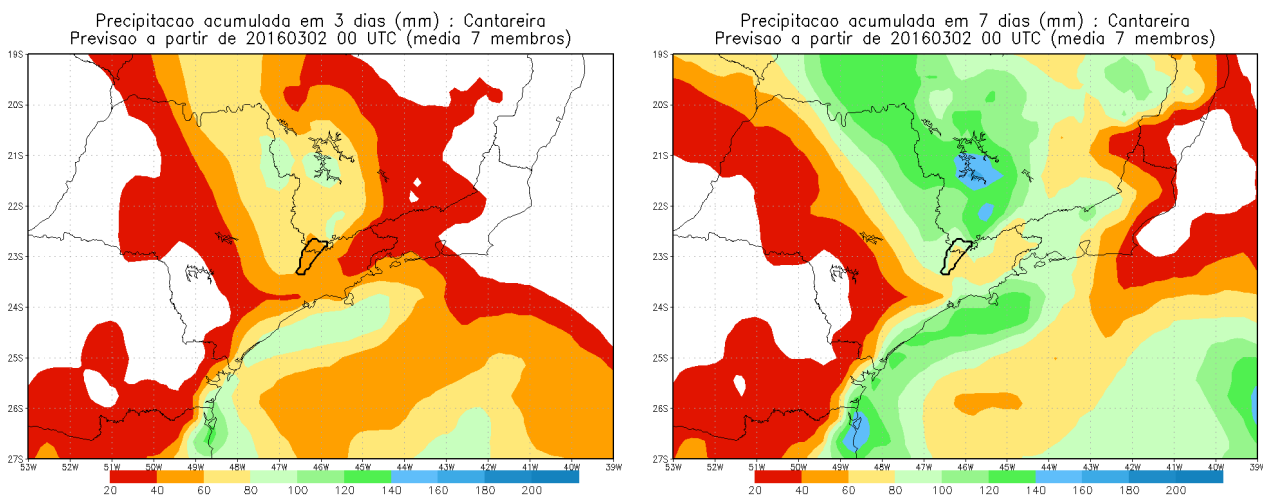 Precipitacao acumulada em 3 dias (mm) : Cantareira
Previsao a partir de 20160302 00 UTC (media 7 membros)
19S
20S
21S
22S
23S
24S
25S
26S
27S
53W 52W 51W 50W 49W 48W 47W 46W 45W 44W 43W 42W 41W 40W 39W
20 40 60 80 100 120 140 160 180 200
Precipitacao acumulada em 7 dias (mm) : Cantareira
Previsao a partir de 20160302 00 UTC (media 7 membros)
19S
20S
21S
22S
23S
24S
25S
26S
27S
53W 52W 51W 50W 49W 48W 47W 46W 45W 44W 43W 42W 41W 40W 39W
20 40 60 80 100 120 140 160 180 200